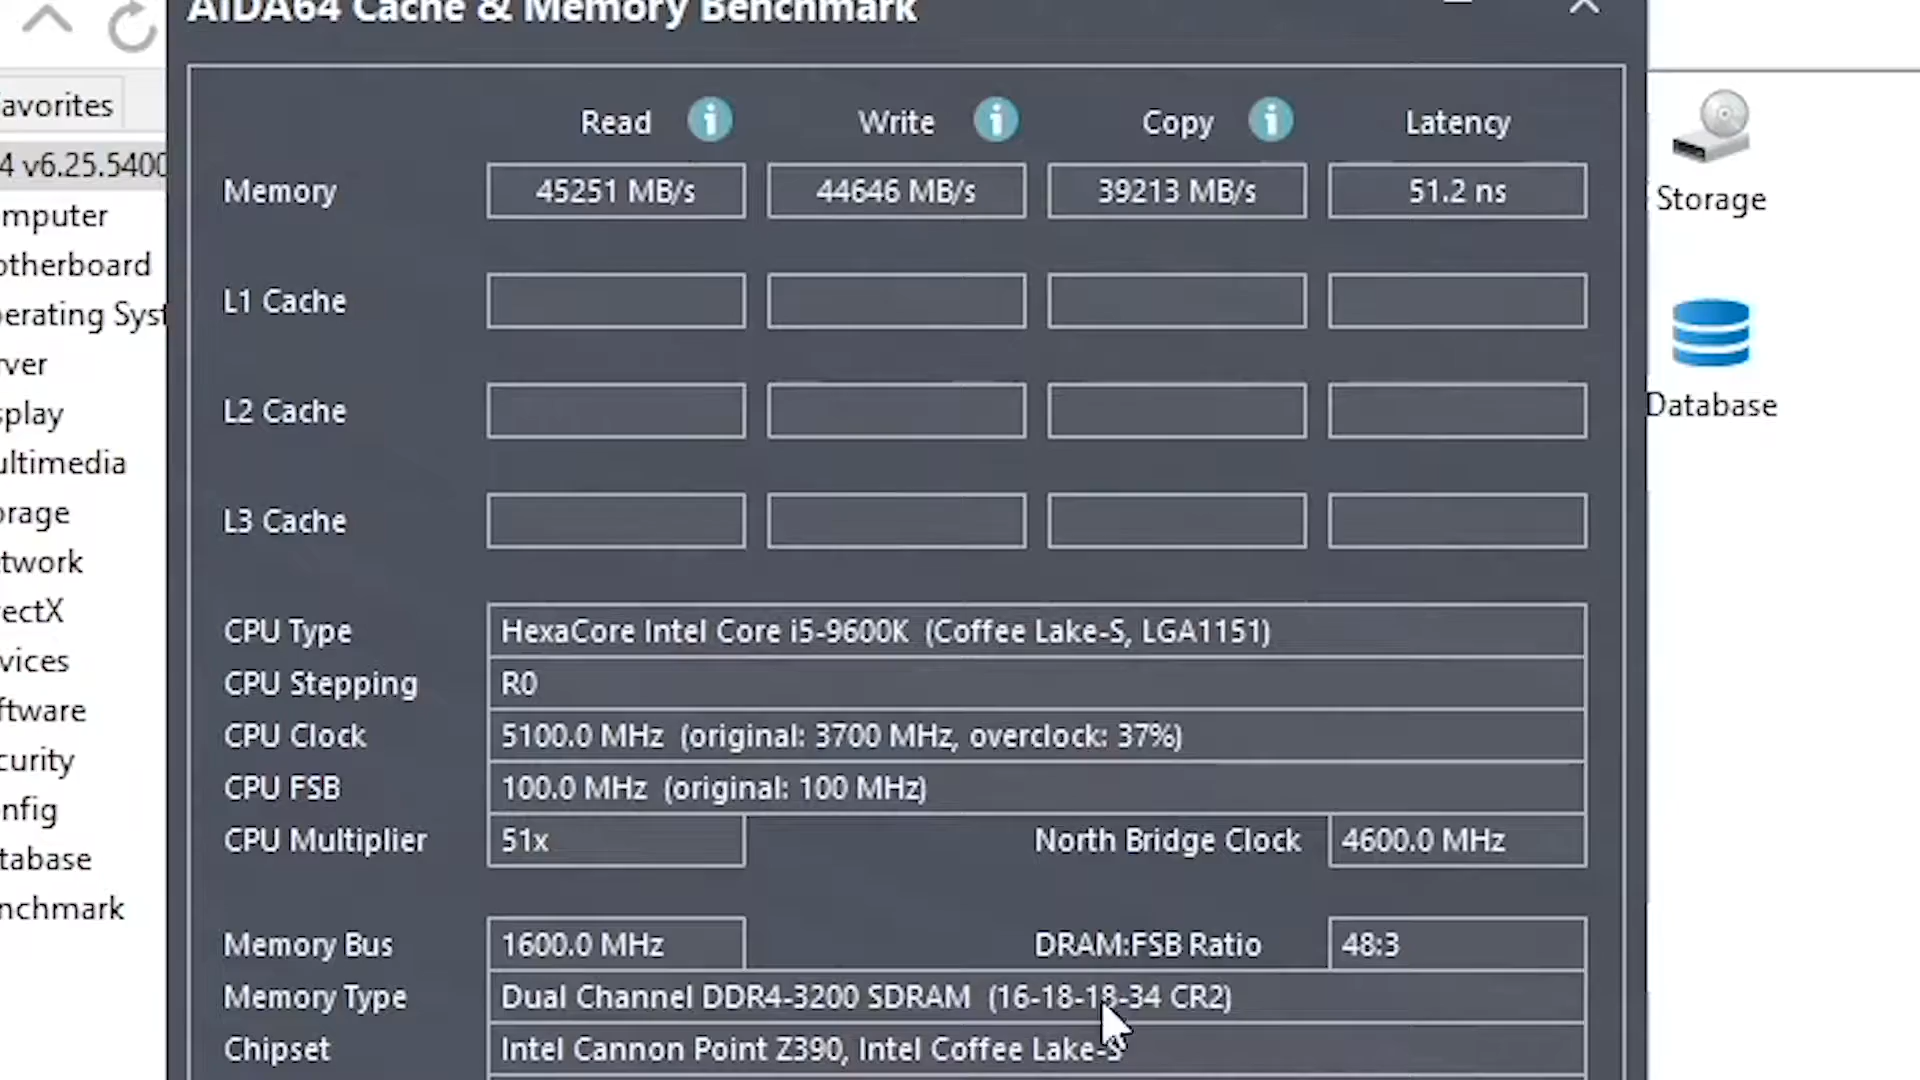 AIDA64 Cache & Memory Benchmark
avorites
4 v6.25.5400
mputer
otherboard
erating Syst
rver
splay
ultimedia
orage
twork
rectX
vices
ftware
curity
nfig
tabase
nchmark
Read Write Copy Latency
Memory 45251 MB/s 44646 MB/s 39213 MB/s 51.2 ns
L1 Cache
L2 Cache
L3 Cache
CPU Type HexaCore Intel Core i5-9600K (Coffee Lake-S, LGA1151)
CPU Stepping R0
CPU Clock 5100.0 MHz (original: 3700 MHz, overclock: 37%)
CPU FSB 100.0 MHz (original: 100 MHz)
CPU Multiplier 51x North Bridge Clock 4600.0 MHz
Memory Bus 1600.0 MHz DRAM:FSB Ratio 48:3
Memory Type Dual Channel DDR4-3200 SDRAM (16-18-18-34 CR2)
Chipset Intel Cannon Point Z390, Intel Coffee Lake-S
Storage
Database